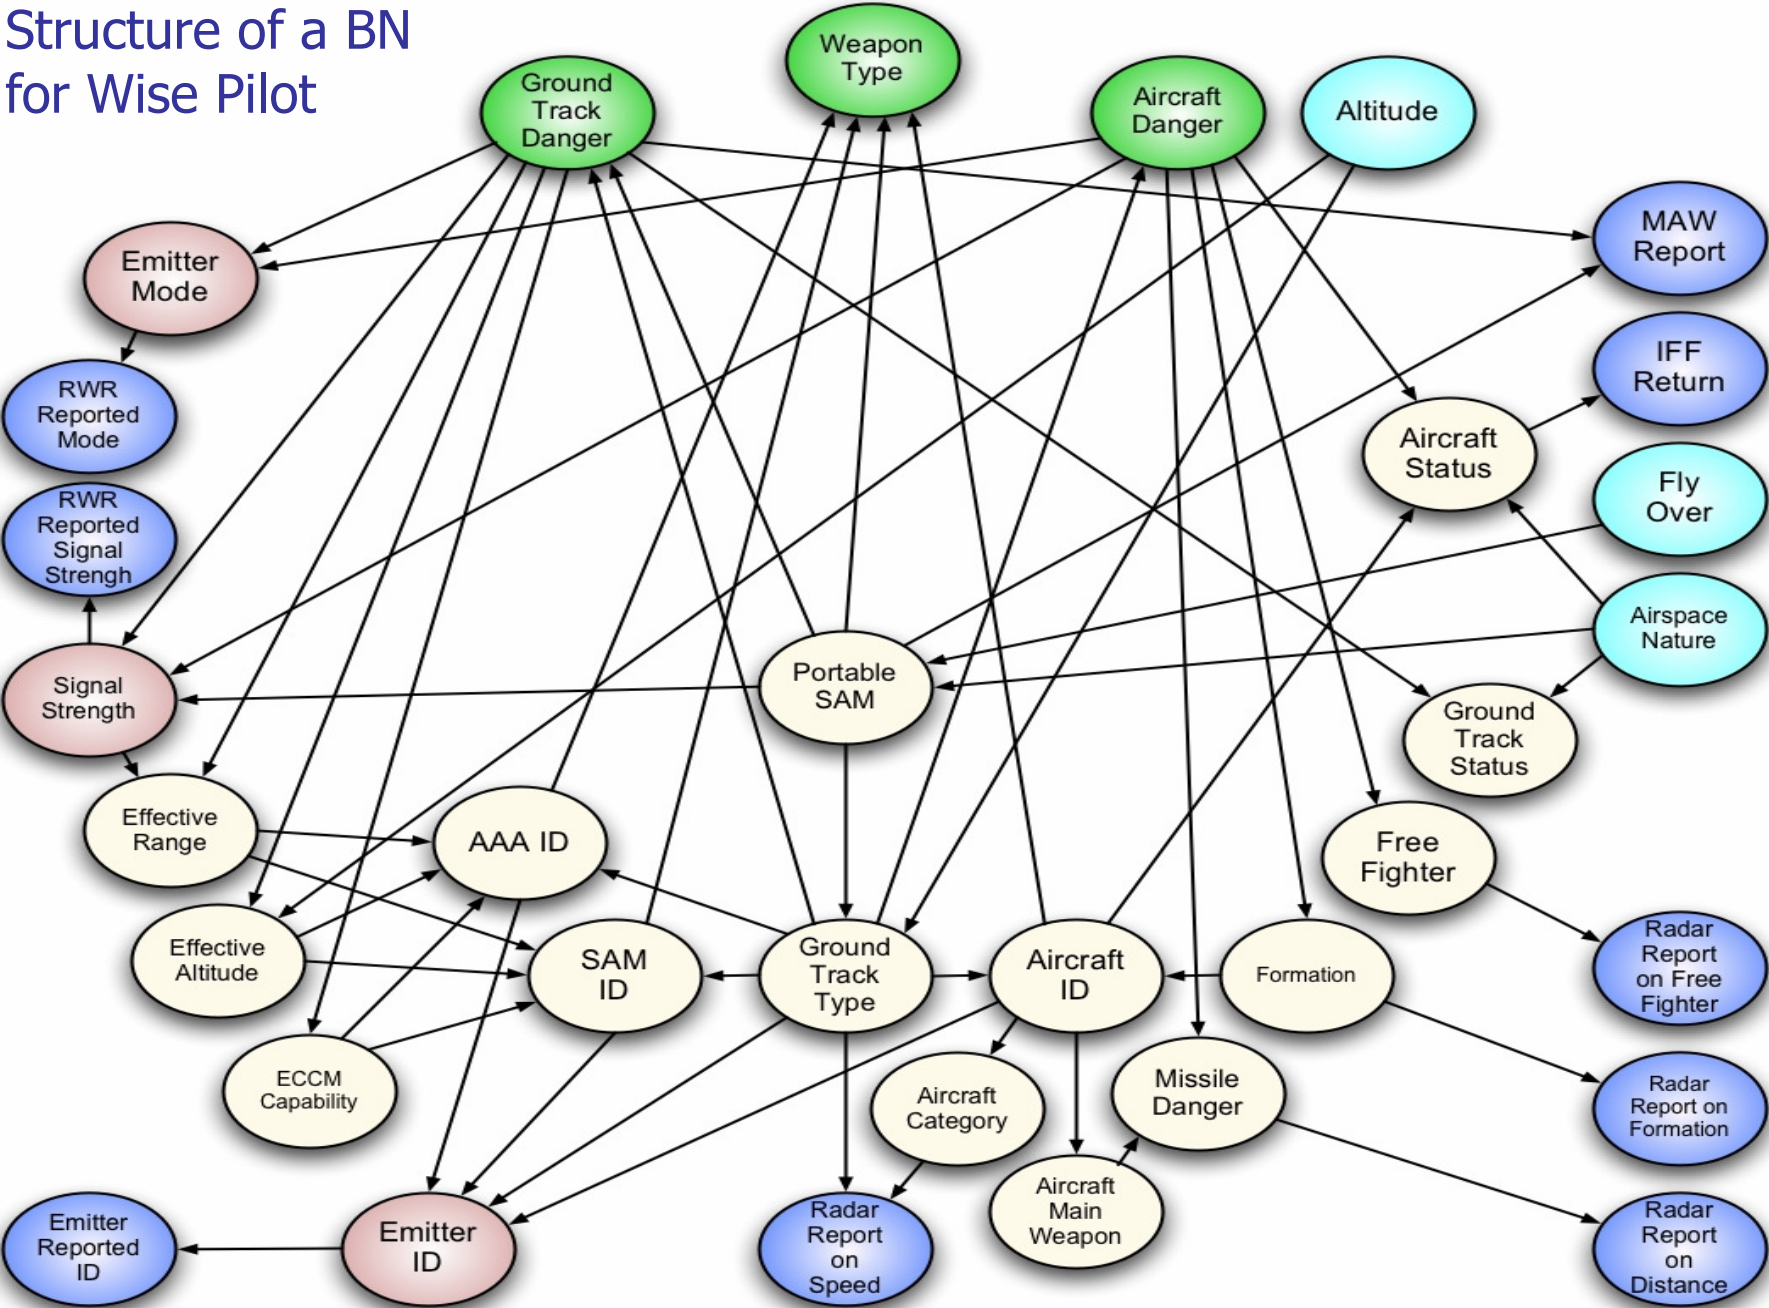 Structure of a BN
for Wise Pilot
Weapon
Type
Ground
Track
Danger
Aircraft
Danger
Altitude
MAW
Report
Emitter
Mode
IFF
Return
RWR
Reported
Mode
Aircraft
Status
Fly
Over
RWR
Reported
Signal
Strengh
Airspace
Nature
Signal
Strength
Portable
SAM
Ground
Track
Status
Effective
Range
AAA ID
Free
Fighter
Effective
Altitude
SAM
ID
Ground
Track
Type
Aircraft
ID
Formation
Radar
Report
on Free
Fighter
ECCM
Capability
Aircraft
Category
Missile
Danger
Radar
Report on
Formation
Aircraft
Main
Weapon
Emitter
Reported
ID
Emitter
ID
Radar
Report
on
Speed
Radar
Report
on
Distance